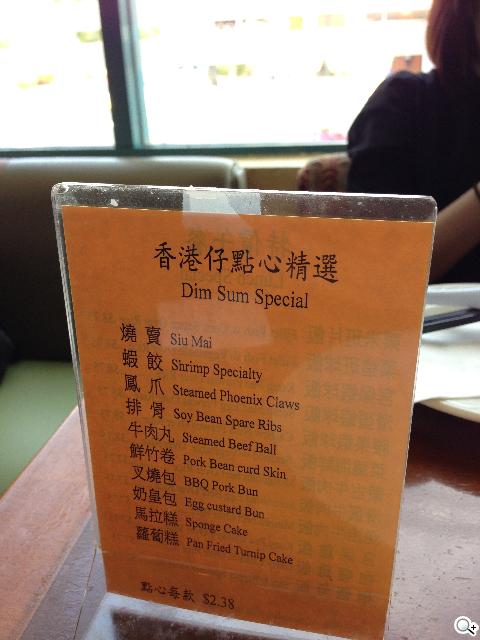 香港仔點心精選
Dim Sum Special
燒賣 Siu Mai
蝦餃 Shrimp Specialty
鳳爪 Steamed Phoenix Claws
排骨 Soy Bean Spare Ribs
牛肉丸 Steamed Beef Ball
鮮竹卷 Pork Bean curd Skin
叉燒包 BBQ Pork Bun
奶皇包 Egg custard Bun
馬拉糕 Sponge Cake
蘿蔔糕 Pan Fried Turnip Cake
點心每款 $2.38